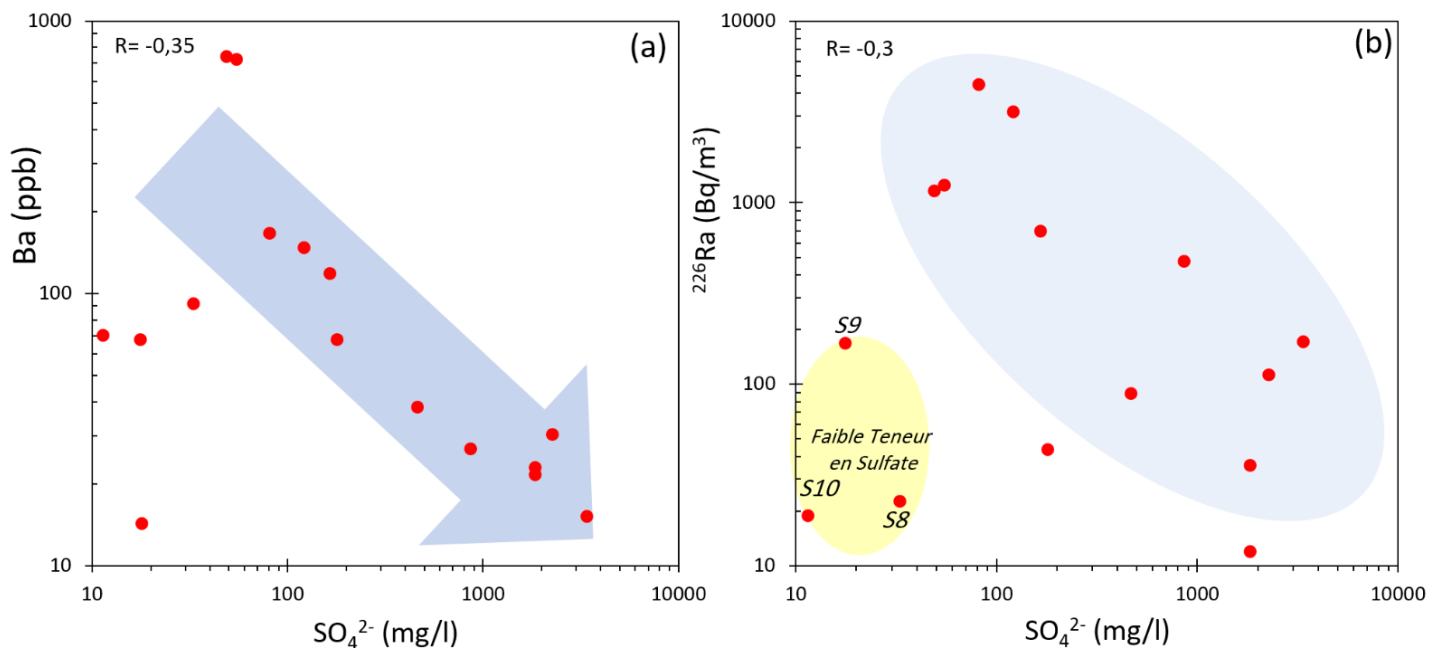 R= -0,35
(a)
Ba (ppb)
1000
100
10
10
100
1000
10000
SO₄²⁻ (mg/l)
R= -0,3
(b)
²²⁶Ra (Bq/m³)
10000
1000
100
10
S9
Faible Teneur
en Sulfate
S10
S8
10
100
1000
10000
SO₄²⁻ (mg/l)